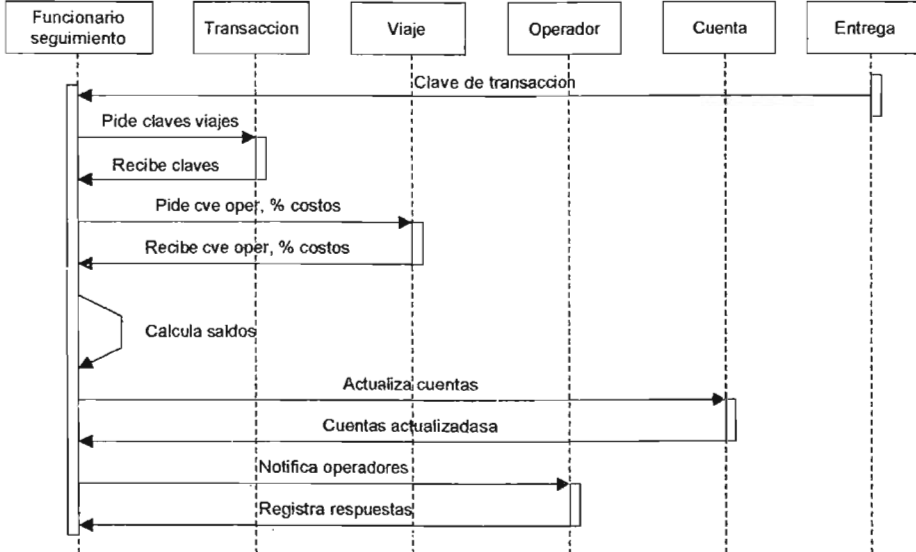 Funcionario
seguimiento
Transaccion
Viaje
Operador
Cuenta
Entrega
Clave de transaccion
Pide claves viajes
Recibe claves
Pide cve oper, % costos
Recibe cve oper, % costos
Calcula saldos
Actualiza cuentas
Cuentas actualizadasa
Notifica operadores
Registra respuestas